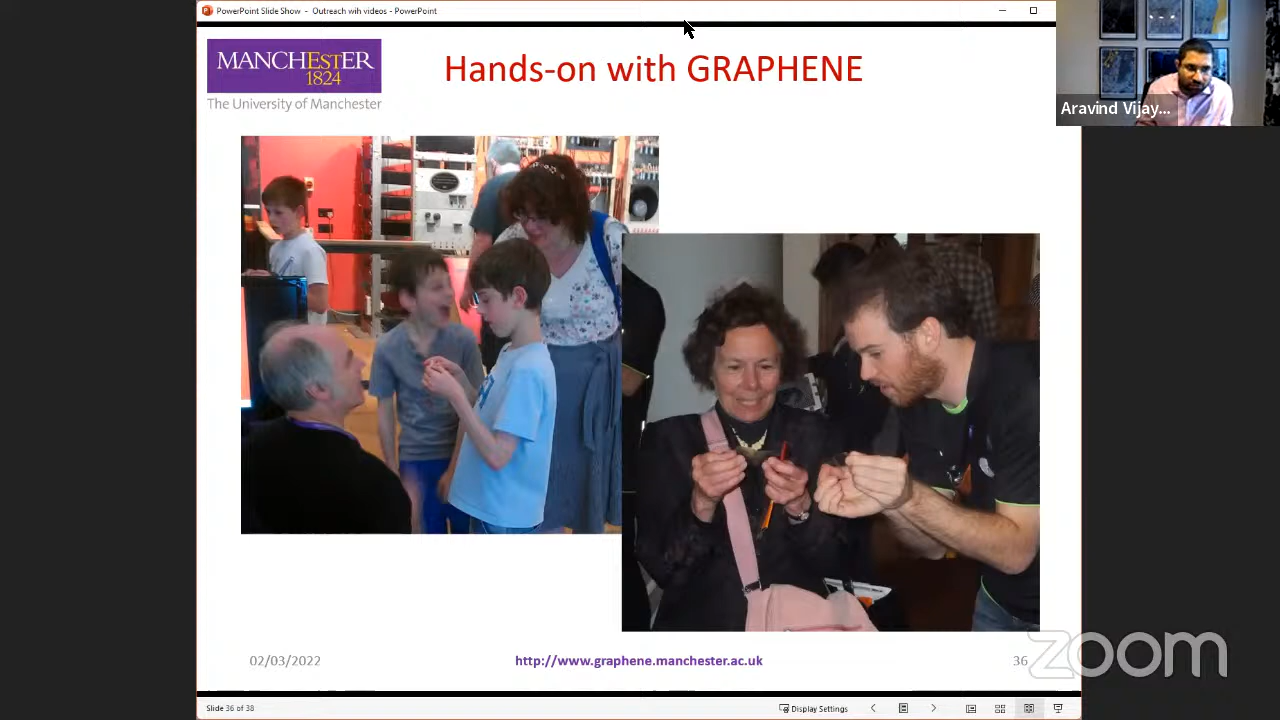 PowerPoint Slide Show - Outreach wih videos - PowerPoint
MANCHESTER
1824
The University of Manchester
Hands-on with GRAPHENE
Aravind Vijay...
02/03/2022
http://www.graphene.manchester.ac.uk
36
zoom
Slide 36 of 38
Display Settings